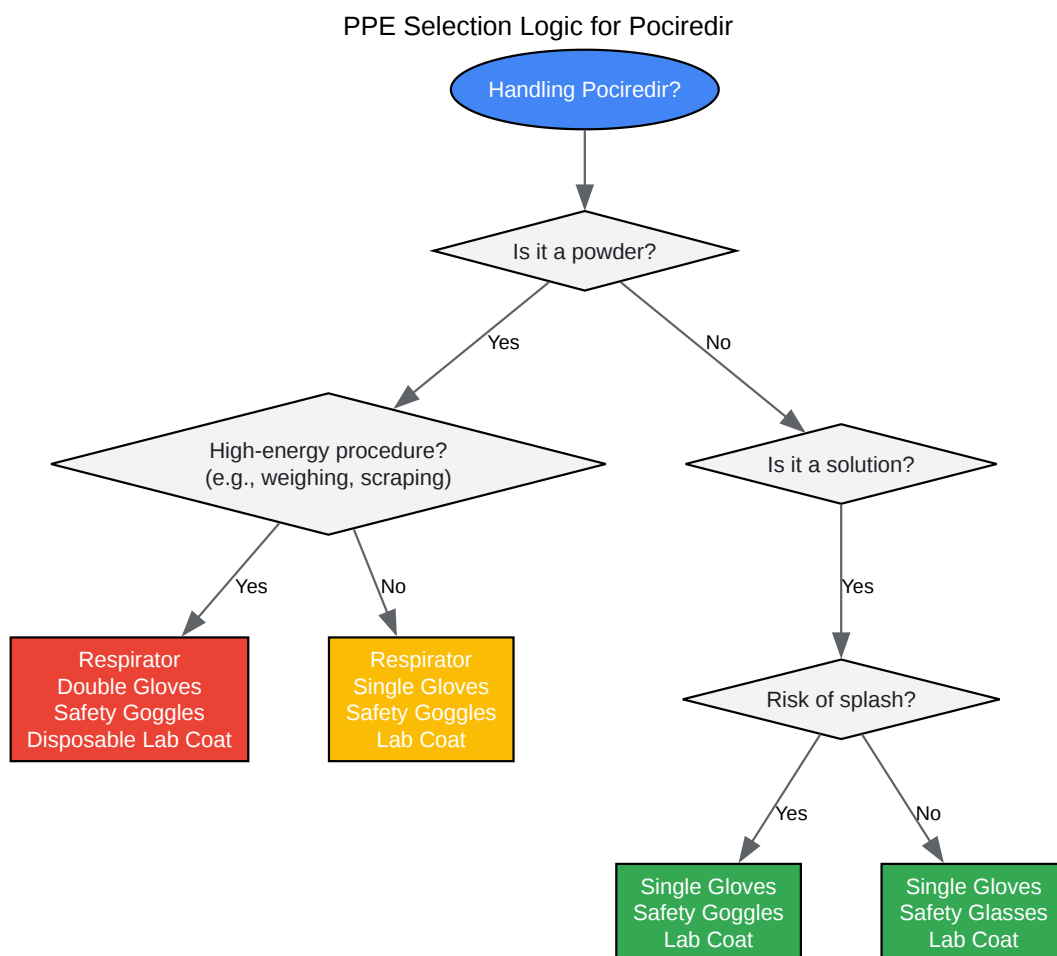 PPE Selection Logic for Pociredir
Handling Pociredir?
Is it a powder?
Yes
No
High-energy procedure?
(e.g., weighing, scraping)
Is it a solution?
Yes
No
Yes
Respirator
Double Gloves
Safety Goggles
Disposable Lab Coat
Respirator
Single Gloves
Safety Goggles
Lab Coat
Risk of splash?
Yes
No
Single Gloves
Safety Goggles
Lab Coat
Single Gloves
Safety Glasses
Lab Coat